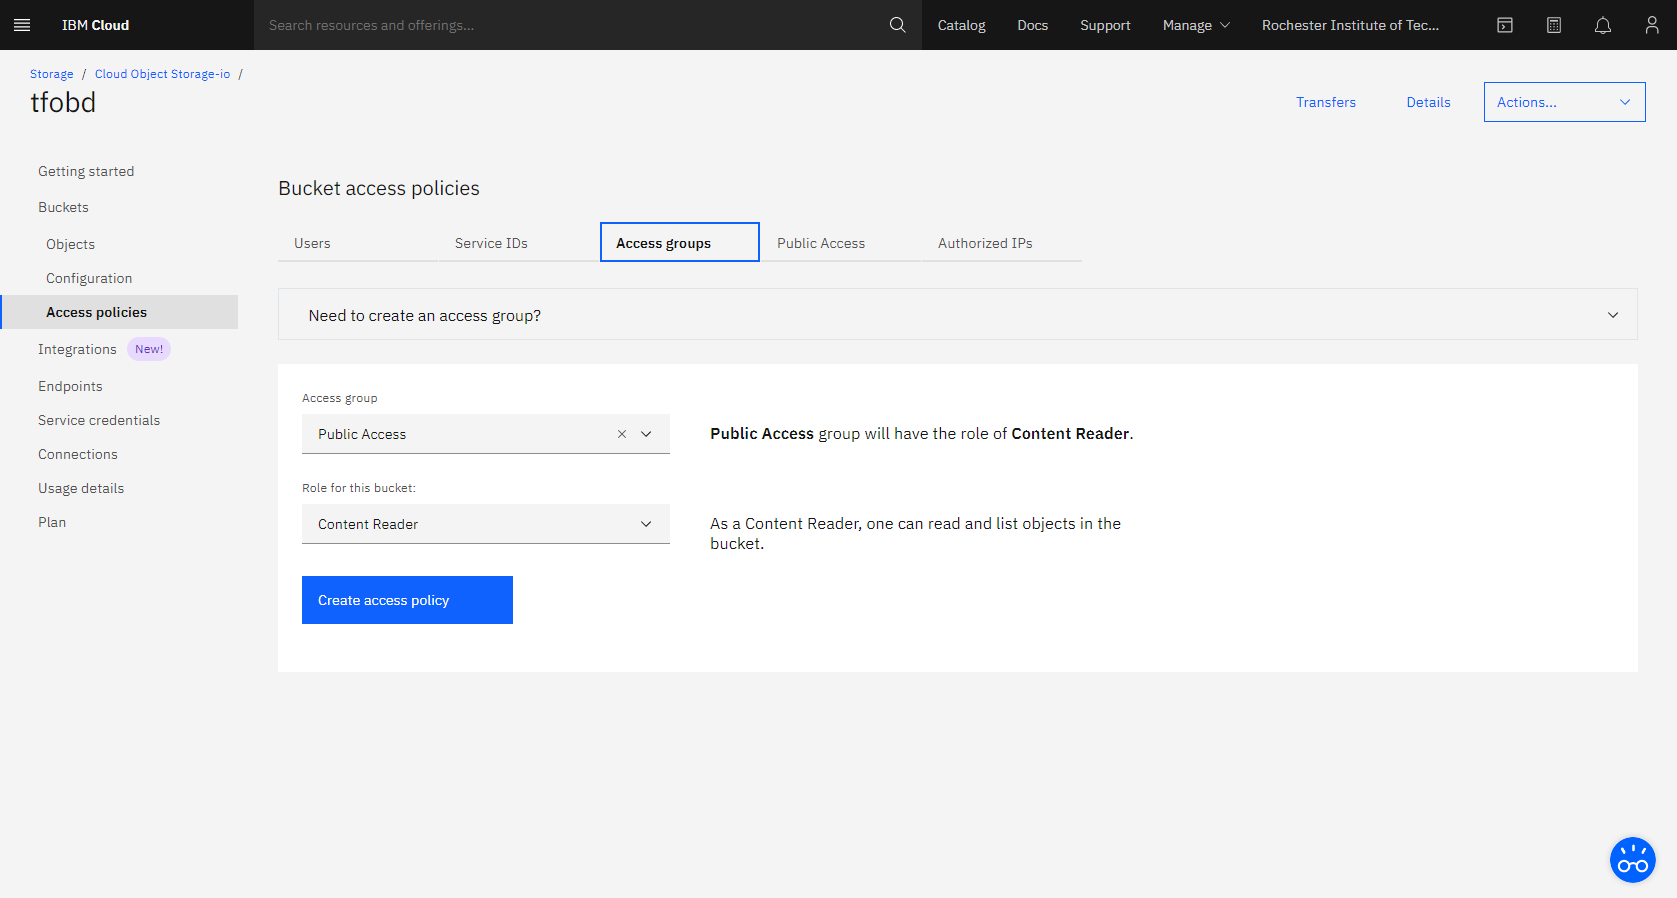 IBM Cloud
Search resources and offerings...
Catalog
Docs
Support
Manage
Rochester Institute of Tec...
Storage / Cloud Object Storage-io /
tfobd
Transfers
Details
Actions...
Getting started
Buckets
Objects
Configuration
Access policies
Integrations New!
Endpoints
Service credentials
Connections
Usage details
Plan
Bucket access policies
Users
Service IDs
Access groups
Public Access
Authorized IPs
Need to create an access group?
Access group
Public Access
Public Access group will have the role of Content Reader.
Role for this bucket:
Content Reader
As a Content Reader, one can read and list objects in the
bucket.
Create access policy